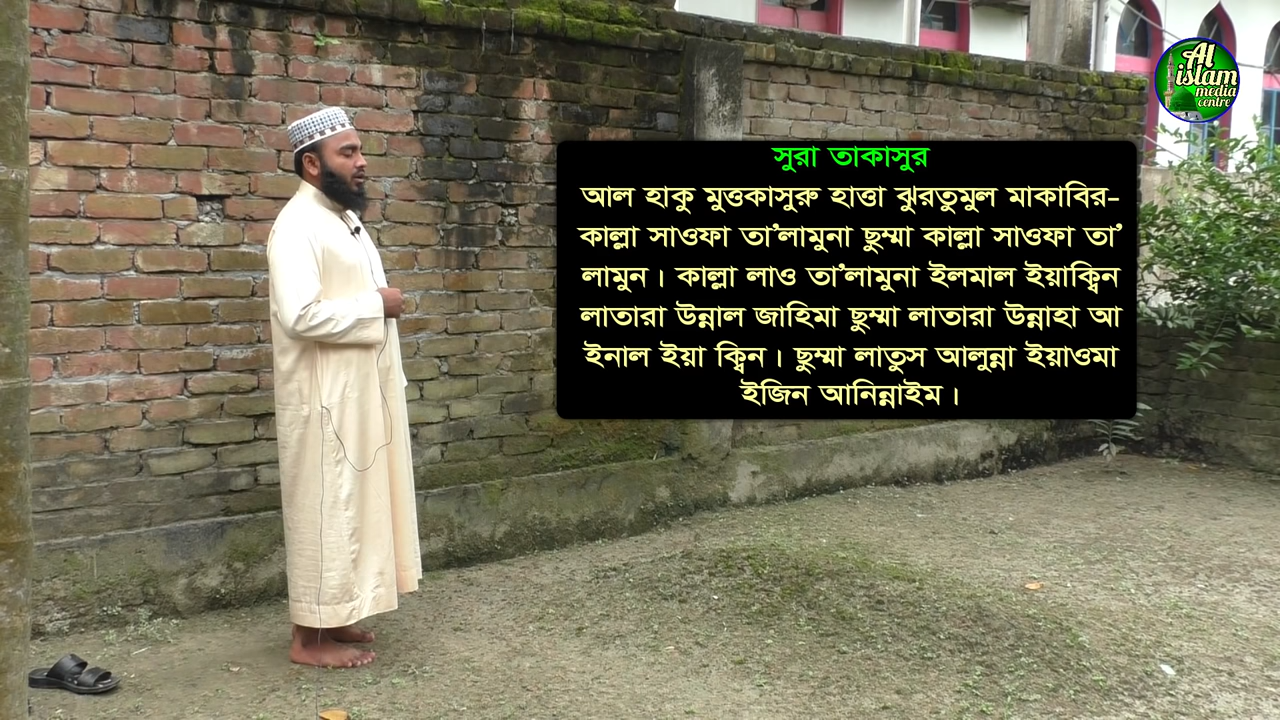 Al
islam
media
centre
সুরা তাকাসুর
আল হাকু মুত্তকাসুরু হাত্তা ঝুরতুমুল মাকাবির-
কাল্লা সাওফা তা’লামুনা ছুম্মা কাল্লা সাওফা তা’
লামুন। কাল্লা লাও তা’লামুনা ইলমাল ইয়াক্বিন
লাতারা উন্নাল জাহিমা ছুম্মা লাতারা উন্নাহা আ
ইনাল ইয়া ক্বিন। ছুম্মা লাতুস আলুন্না ইয়াওমা
ইজিন আনিন্নাইম।